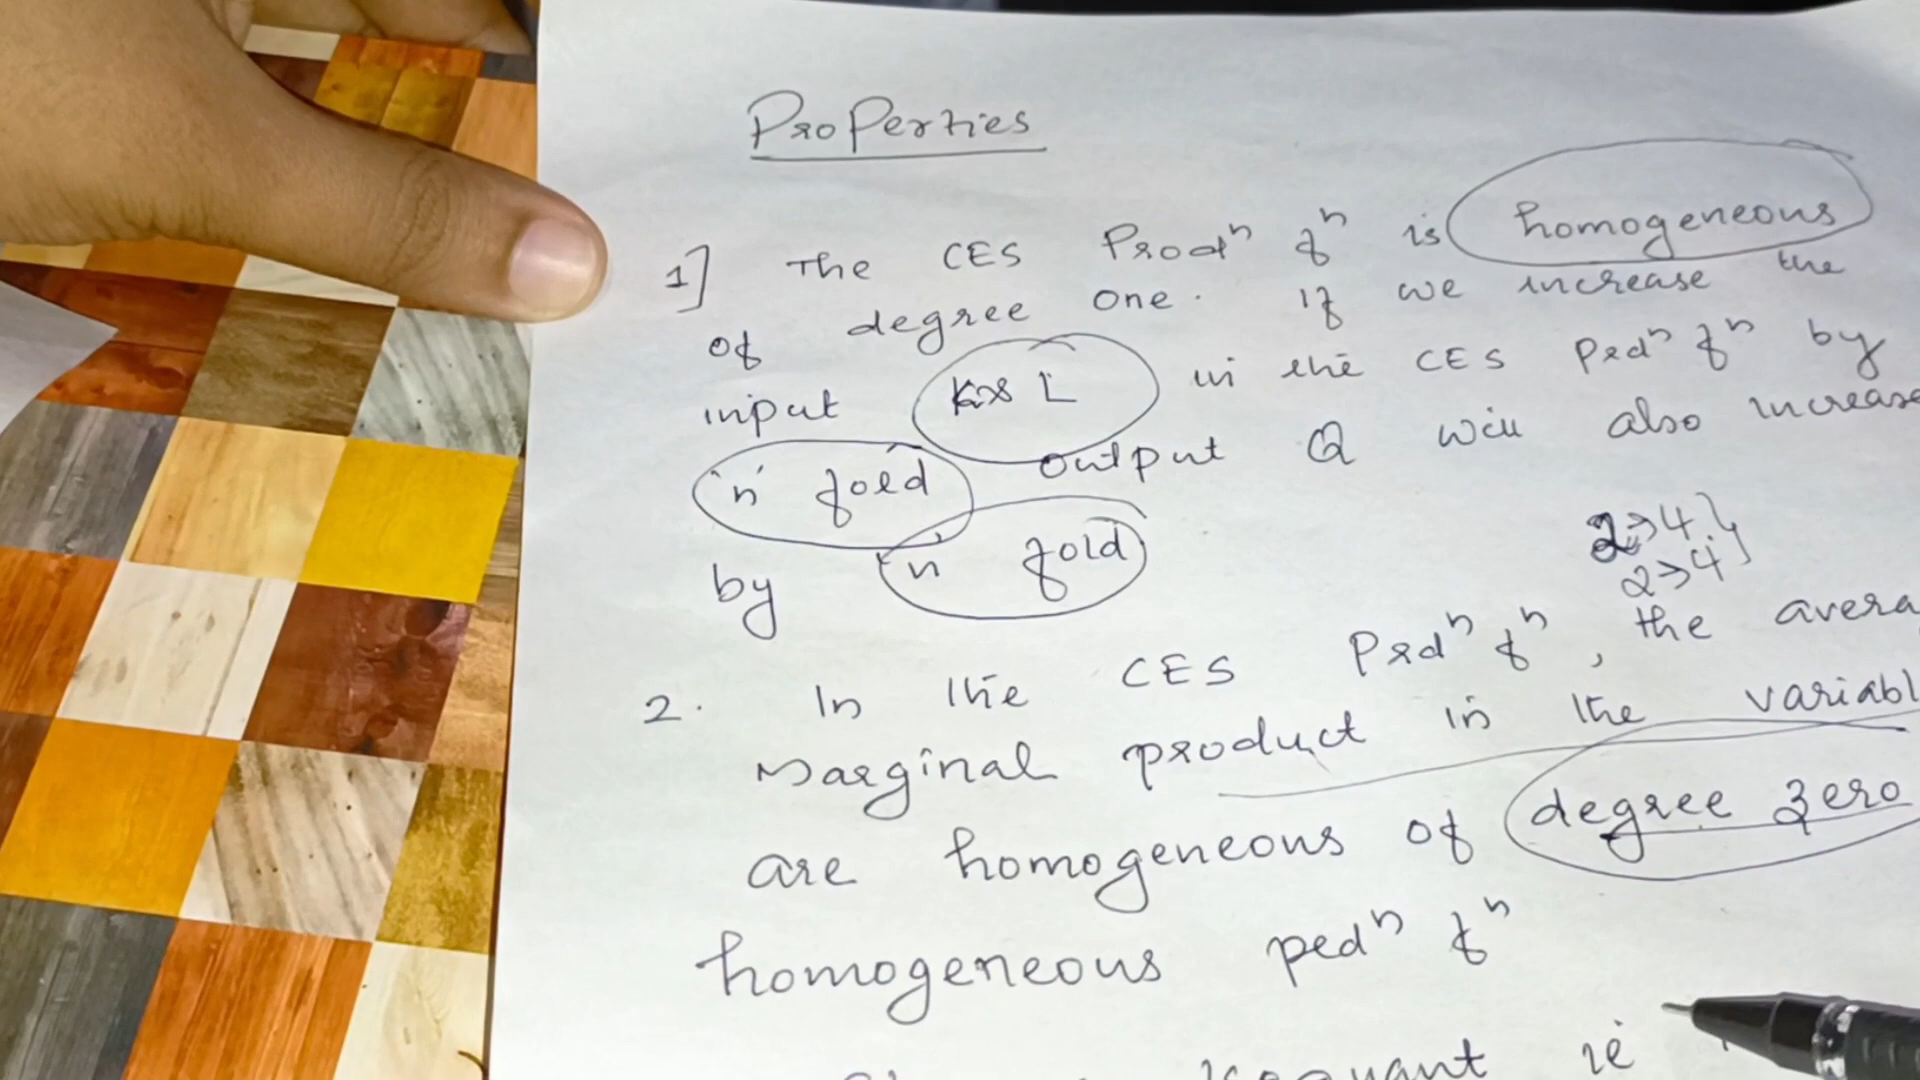 Properties
1] The CES Prodⁿ fⁿ is homogeneous
of degree one. If we increase the
input K & L in the CES Prdⁿ fⁿ by
'n' fold output Q will also increase
by 'n' fold
2→4}
2→4}
2. In the CES Prdⁿ fⁿ, the avera
Marginal product in the variabl
are homogeneous of degree zero
homogeneous pedⁿ fⁿ